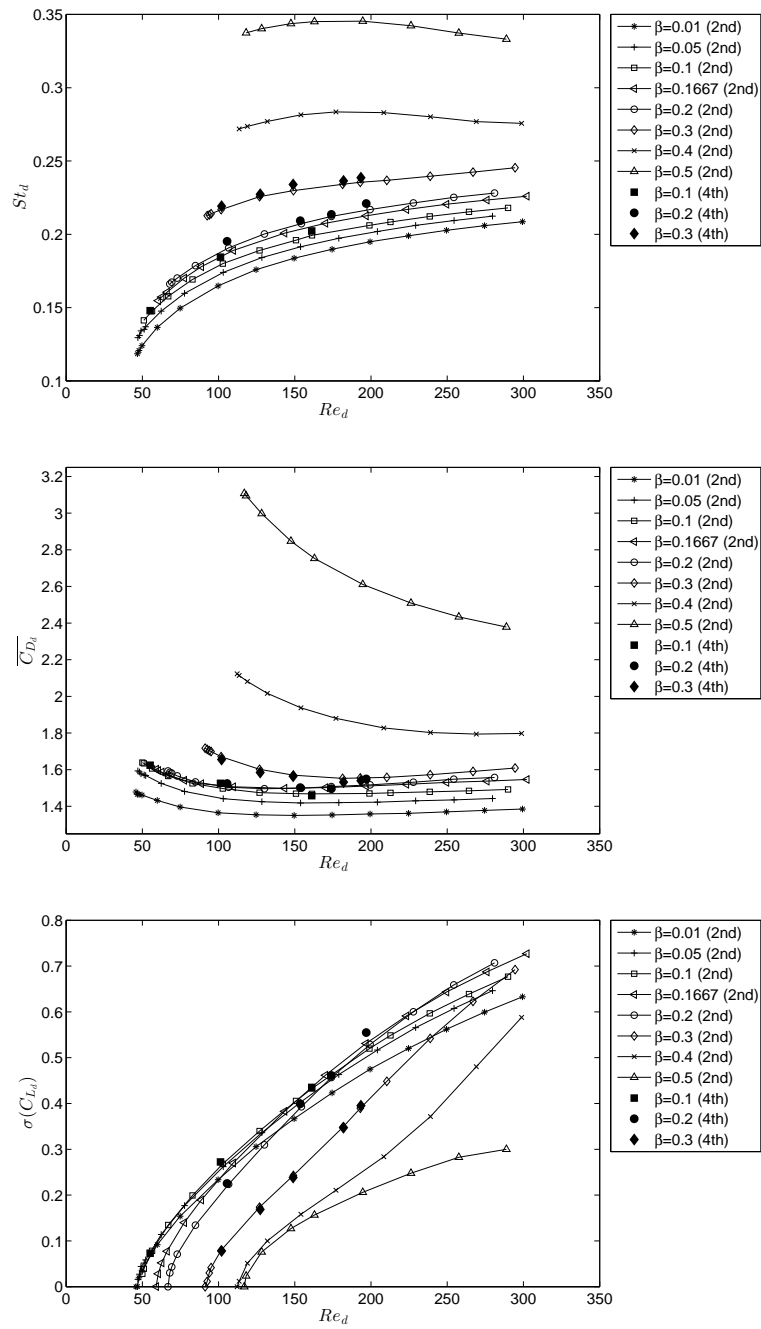 0.35
0.3
0.25
0.2
0.15
0.1
St_d
0
50
100
150
200
250
300
350
Re_d
β=0.01 (2nd)
β=0.05 (2nd)
β=0.1 (2nd)
β=0.1667 (2nd)
β=0.2 (2nd)
β=0.3 (2nd)
β=0.4 (2nd)
β=0.5 (2nd)
β=0.1 (4th)
β=0.2 (4th)
β=0.3 (4th)
3.2
3
2.8
2.6
2.4
2.2
2
1.8
1.6
1.4
\overline{C_{D_d}}
0
50
100
150
200
250
300
350
Re_d
β=0.01 (2nd)
β=0.05 (2nd)
β=0.1 (2nd)
β=0.1667 (2nd)
β=0.2 (2nd)
β=0.3 (2nd)
β=0.4 (2nd)
β=0.5 (2nd)
β=0.1 (4th)
β=0.2 (4th)
β=0.3 (4th)
0.8
0.7
0.6
0.5
0.4
0.3
0.2
0.1
0
σ(C_{L_d})
0
50
100
150
200
250
300
350
Re_d
β=0.01 (2nd)
β=0.05 (2nd)
β=0.1 (2nd)
β=0.1667 (2nd)
β=0.2 (2nd)
β=0.3 (2nd)
β=0.4 (2nd)
β=0.5 (2nd)
β=0.1 (4th)
β=0.2 (4th)
β=0.3 (4th)